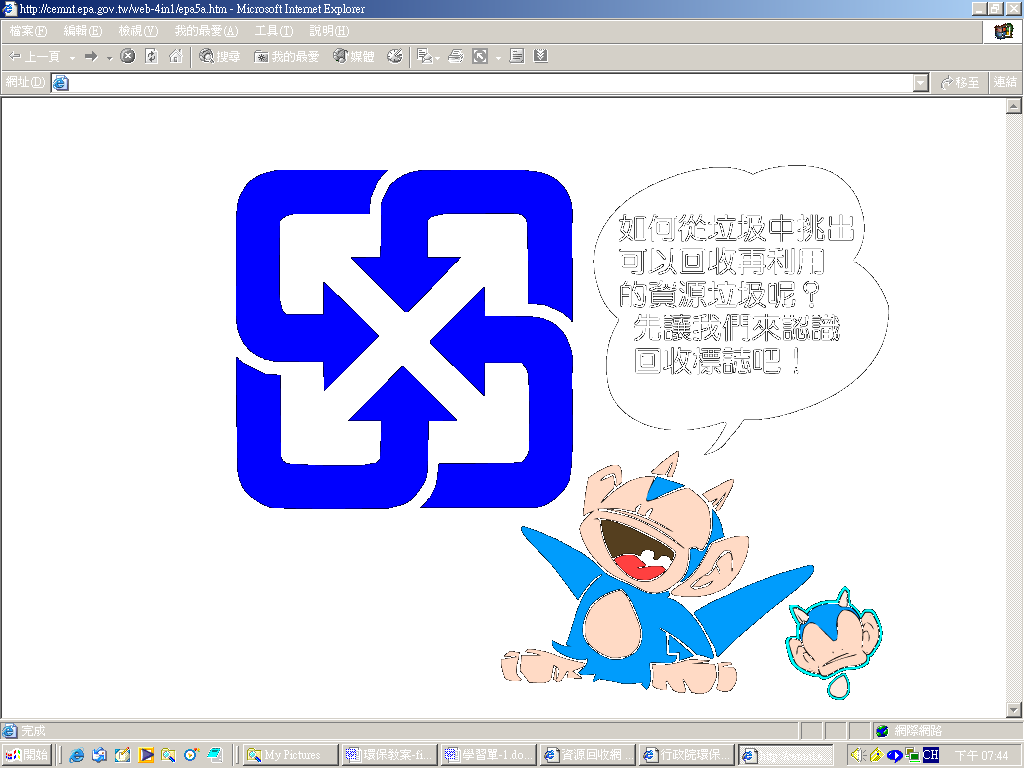 http://cemnt.epa.gov.tw/web-4in1/epa5a.htm - Microsoft Internet Explorer
檔案(F) 編輯(E) 檢視(V) 我的最愛(A) 工具(T) 說明(H)
上一頁 搜尋 我的最愛 媒體
網址(D) 移至 連結
如何從垃圾中挑出
可以回收再利用
的資源垃圾呢？
先讓我們來認識
回收標誌吧！
完成 網際網路
開始 My Pictures 環保教案-fi... 學習單-1.do... 資源回收網... 行政院環保... CH 下午 07:44